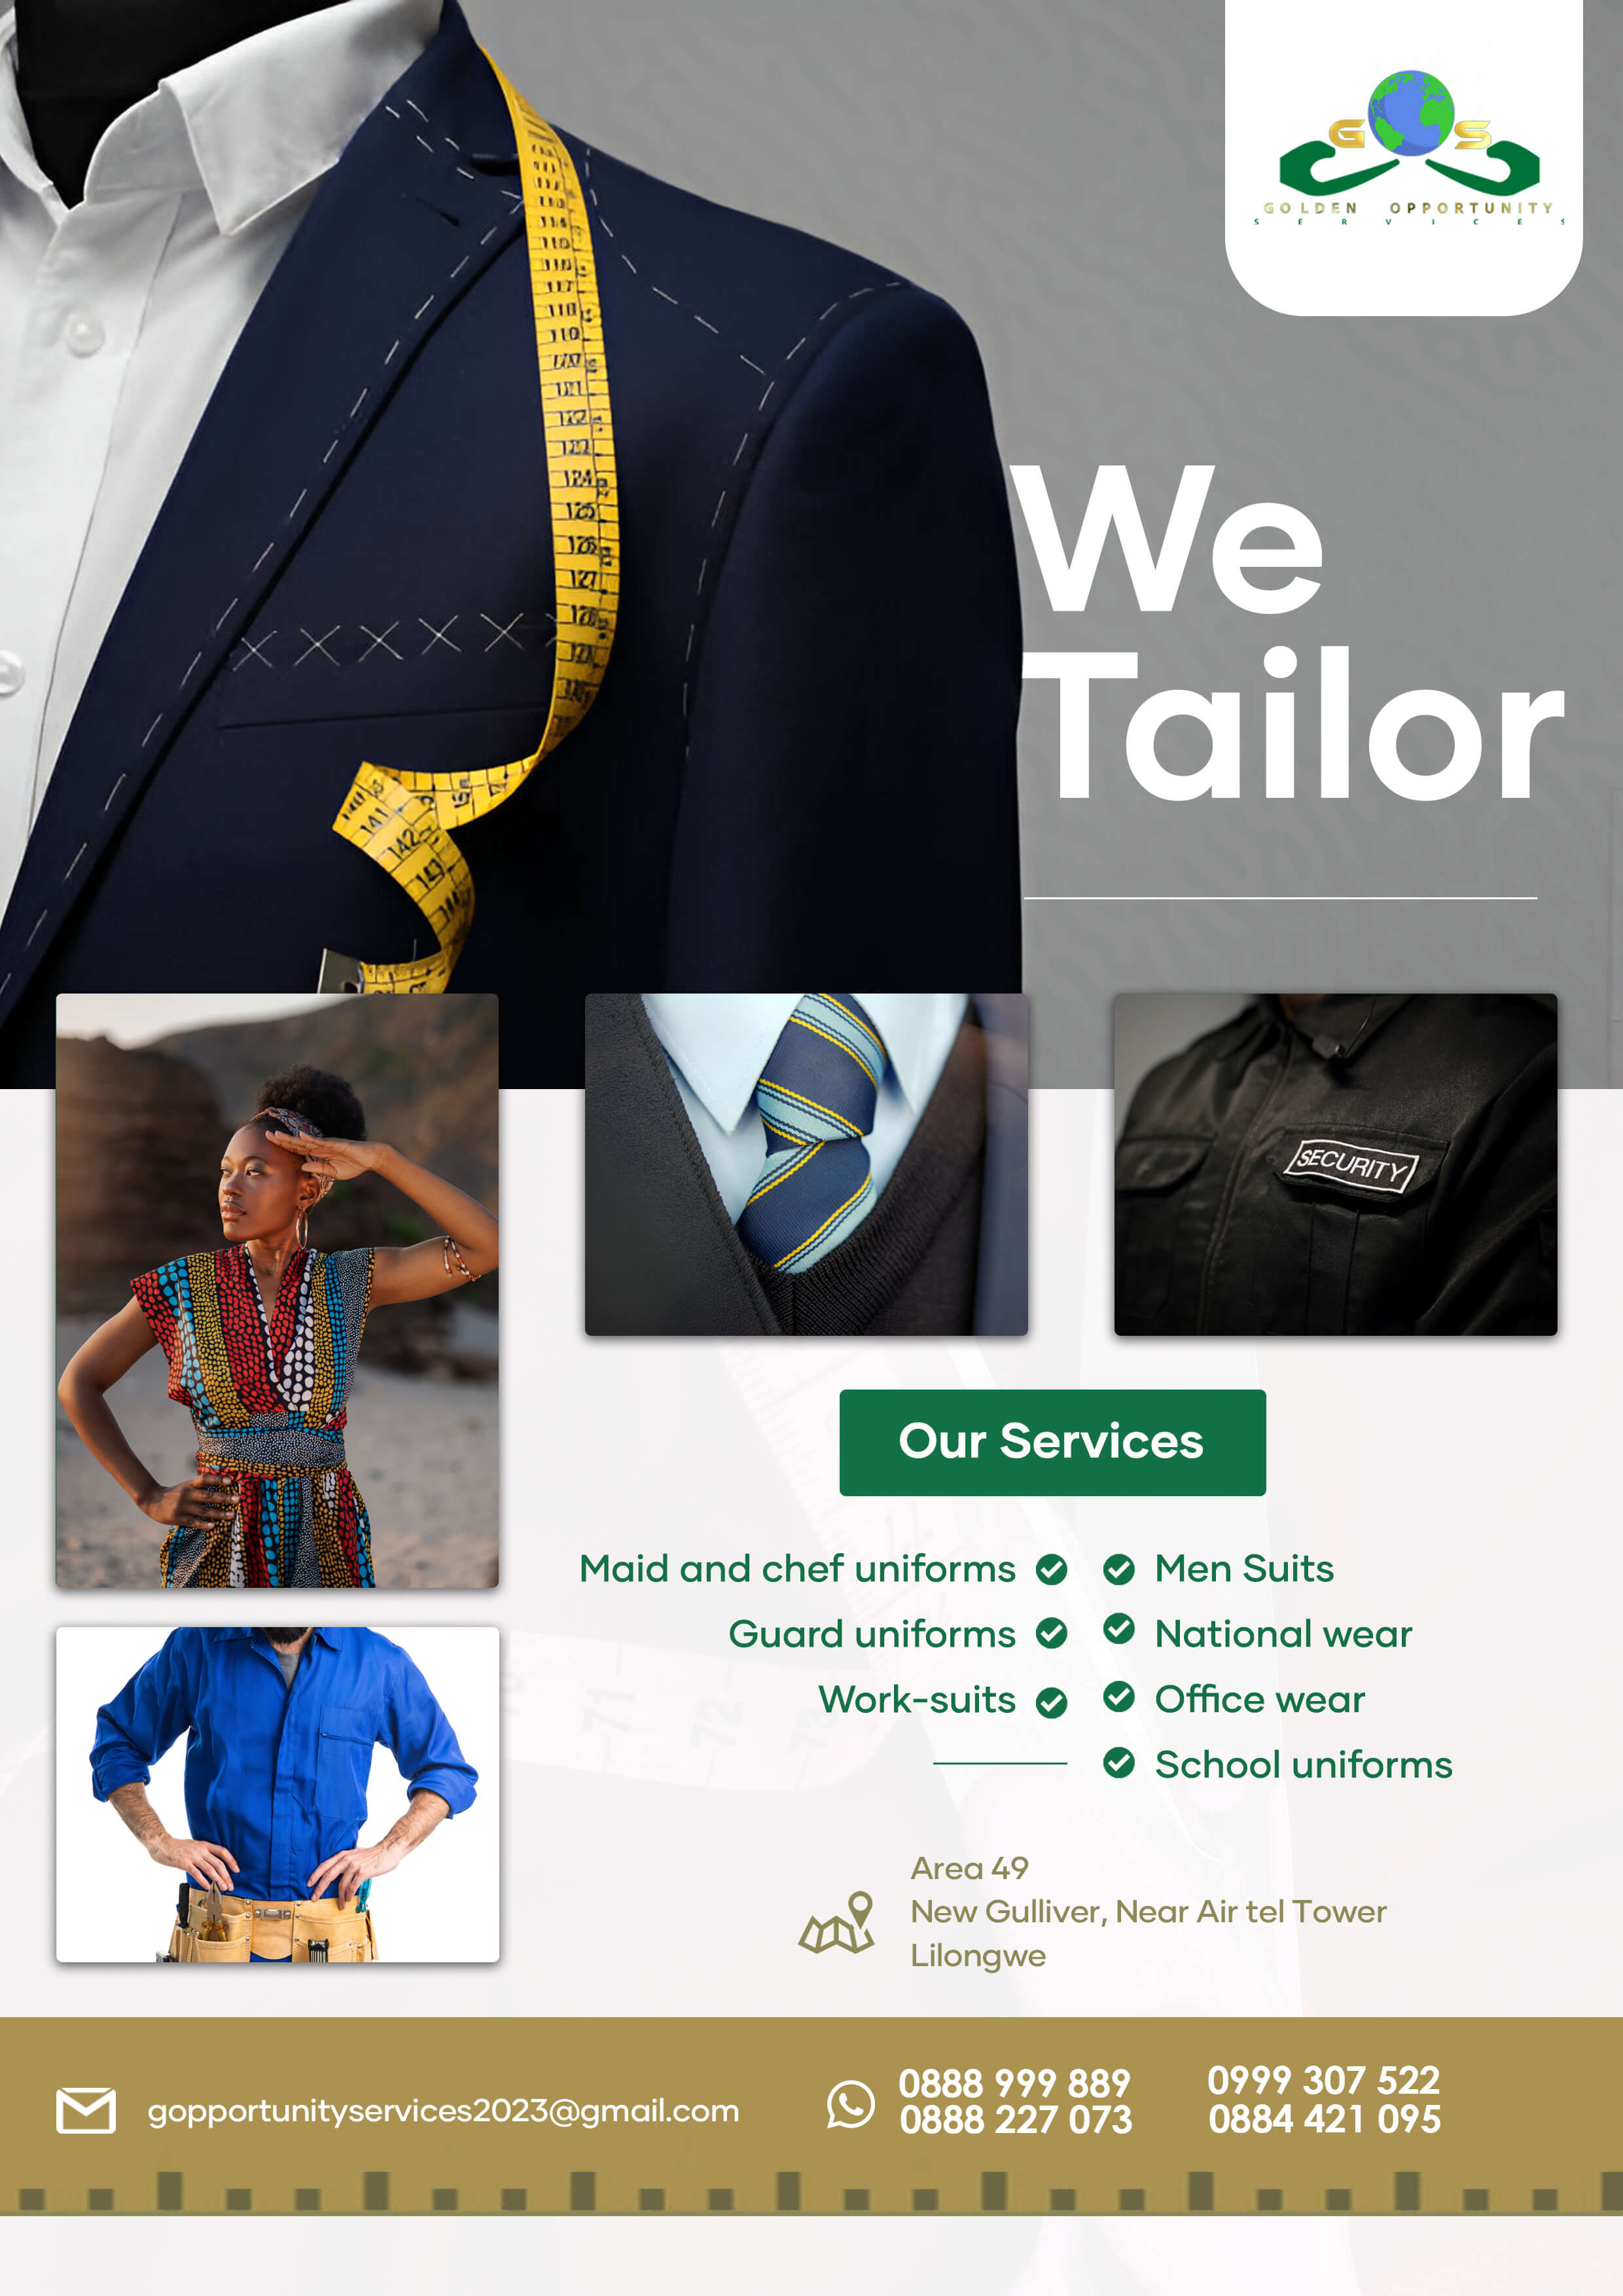 G S
GOLDEN OPPORTUNITY
SERVICES
We
Tailor
SECURITY
Our Services
Maid and chef uniforms
Guard uniforms
Work-suits
Men Suits
National wear
Office wear
School uniforms
Area 49
New Gulliver, Near Air tel Tower
Lilongwe
gopportunityservices2023@gmail.com
0888 999 889
0888 227 073
0999 307 522
0884 421 095